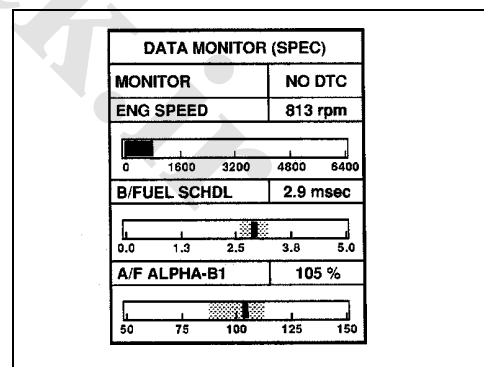 DATA MONITOR (SPEC)
MONITOR NO DTC
ENG SPEED 813 rpm
0 1600 3200 4800 6400
B/FUEL SCHDL 2.9 msec
0.0 1.3 2.5 3.8 5.0
A/F ALPHA-B1 105 %
50 75 100 125 150